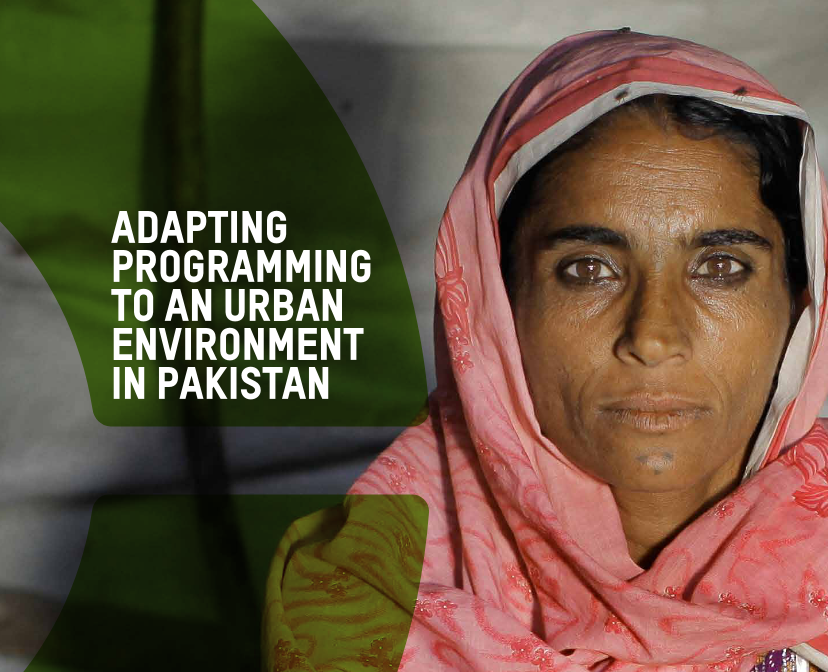 ADAPTING
PROGRAMMING
TO AN URBAN
ENVIRONMENT
IN PAKISTAN